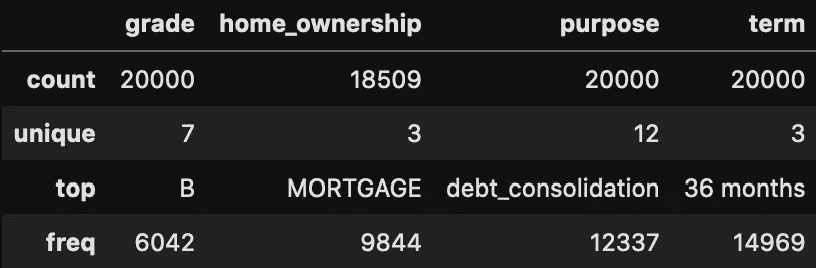 grade home_ownership purpose term
count 20000 18509 20000 20000
unique 7 3 12 3
top B MORTGAGE debt_consolidation 36 months
freq 6042 9844 12337 14969